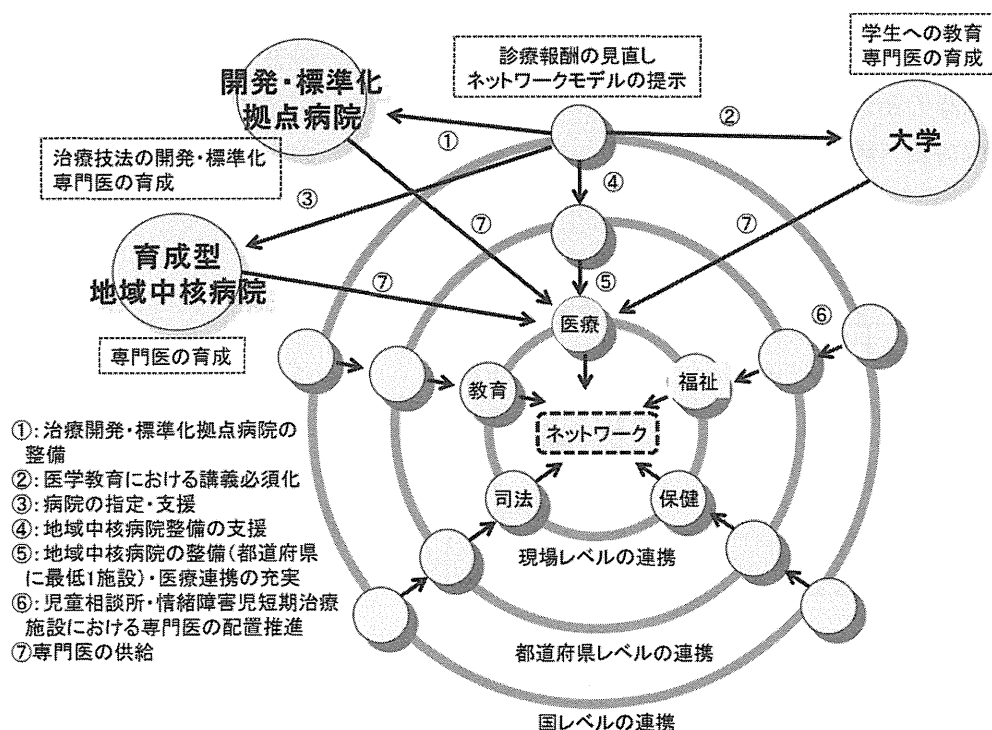 学生への教育
専門医の育成
診療報酬の見直し
ネットワークモデルの提示
開発・標準化
拠点病院
大学
①
②
治療技法の開発・標準化
専門医の育成
③
④
⑦
⑦
育成型
地域中核病院
⑦
⑤
医療
⑥
専門医の育成
教育
福祉
ネットワーク
司法
保健
現場レベルの連携
都道府県レベルの連携
国レベルの連携
①:治療開発・標準化拠点病院の
整備
②:医学教育における講義必須化
③:病院の指定・支援
④:地域中核病院整備の支援
⑤:地域中核病院の整備(都道府県
に最低1施設)・医療連携の充実
⑥:児童相談所・情緒障害児短期治療
施設における専門医の配置推進
⑦専門医の供給